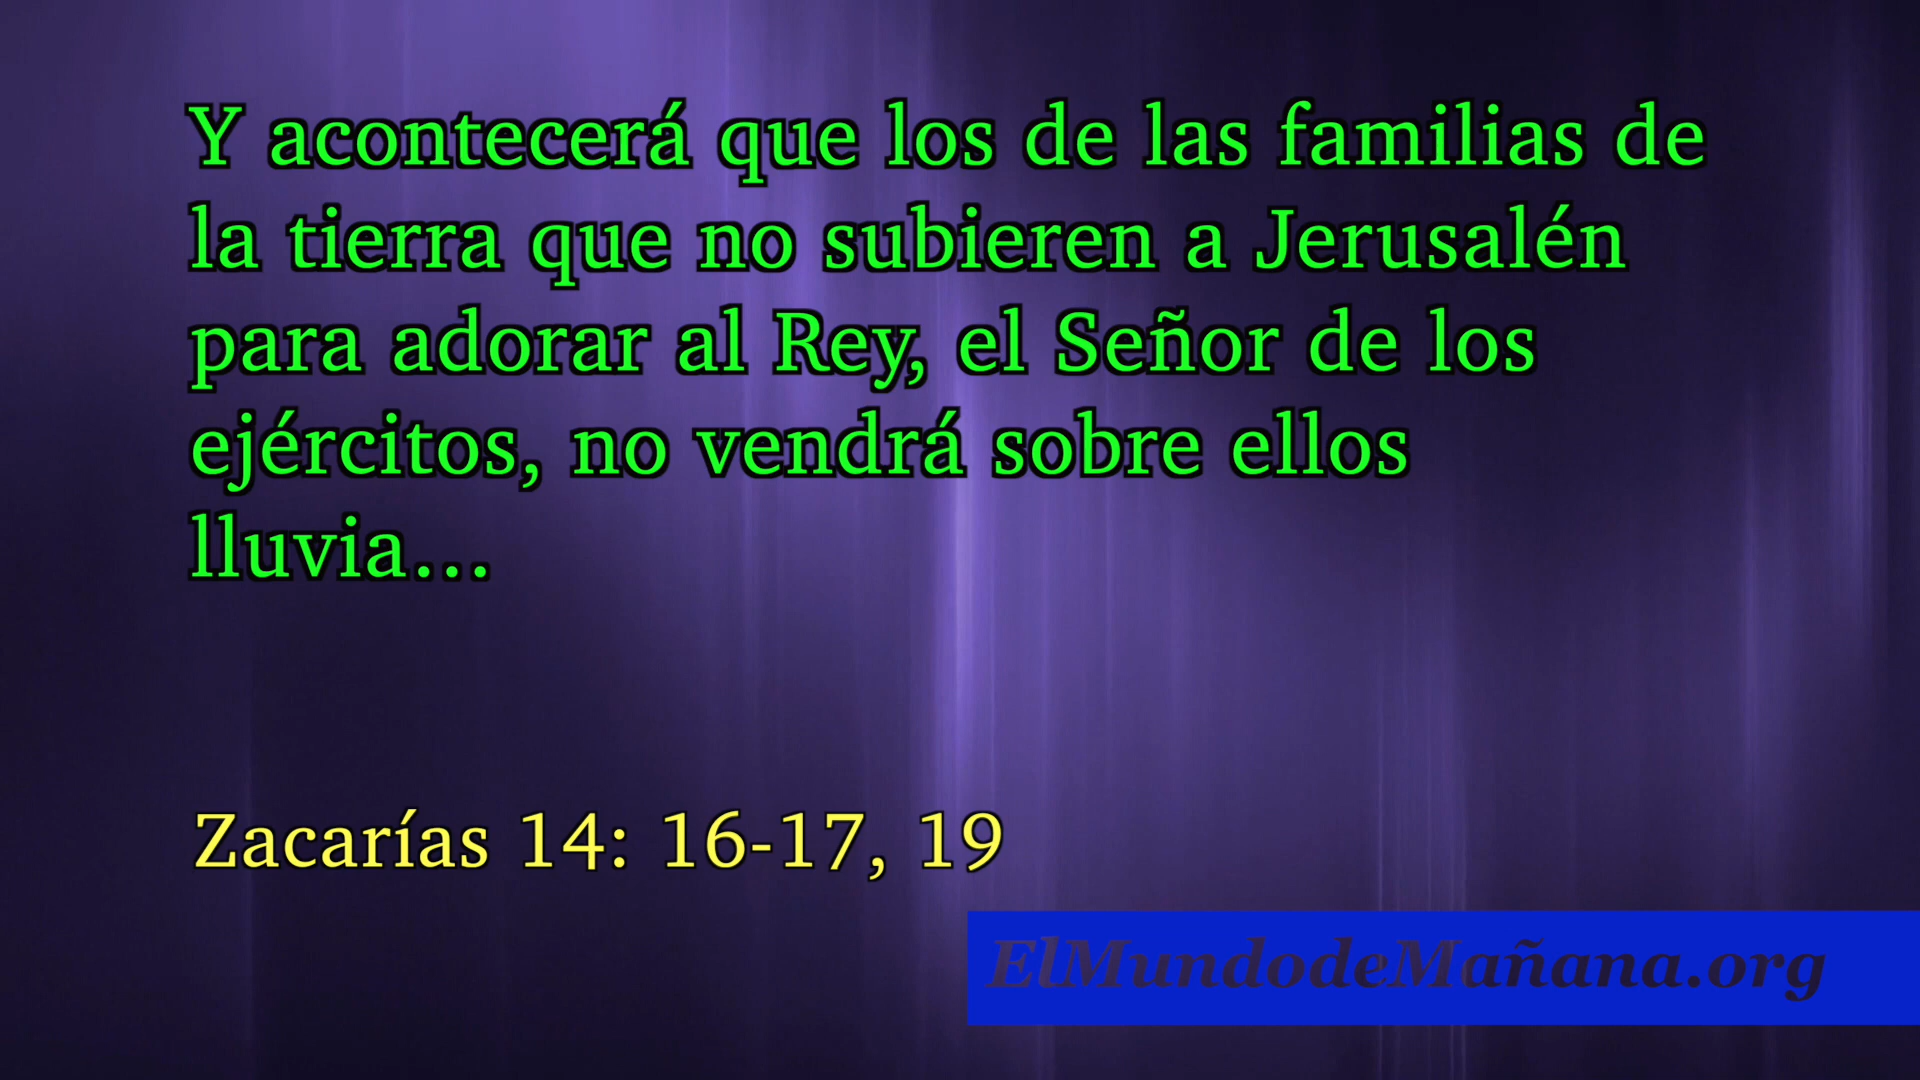 Y acontecerá que los de las familias de
la tierra que no subieren a Jerusalén
para adorar al Rey, el Señor de los
ejércitos, no vendrá sobre ellos
lluvia...
Zacarías 14: 16-17, 19
ElMundodeMañana.org